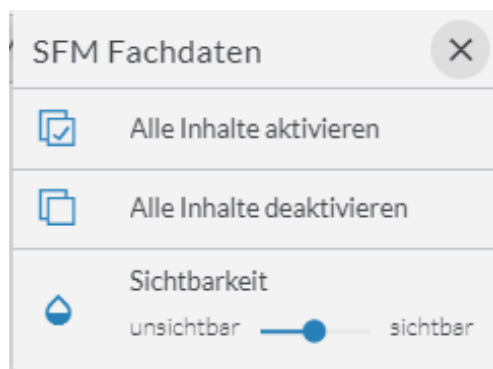 SFM Fachdaten
Alle Inhalte aktivieren
Alle Inhalte deaktivieren
Sichtbarkeit
unsichtbar sichtbar